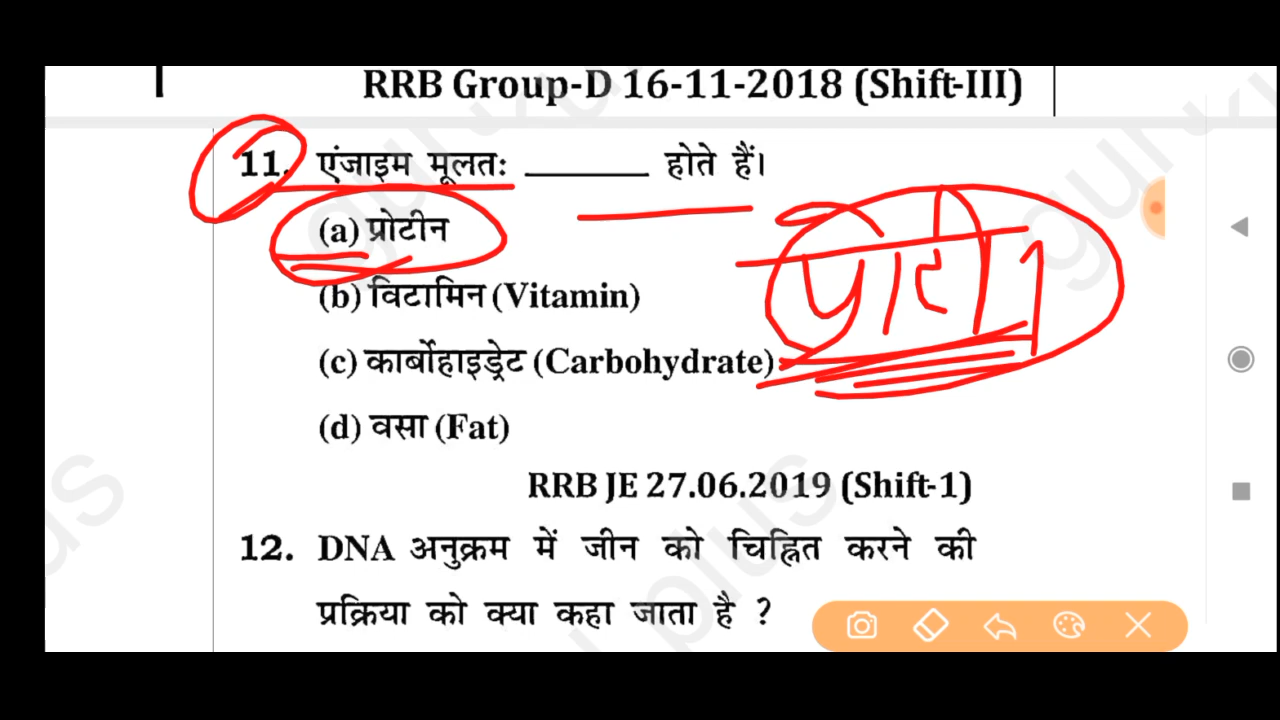 RRB Group-D 16-11-2018 (Shift-III)
11. एंजाइम मूलतः ________ होते हैं।
(a) प्रोटीन
प्रोटीन
(b) विटामिन (Vitamin)
(c) कार्बोहाइड्रेट (Carbohydrate)
(d) वसा (Fat)
RRB JE 27.06.2019 (Shift-1)
12. DNA अनुक्रम में जीन को चिह्नित करने की
प्रक्रिया को क्या कहा जाता है ?